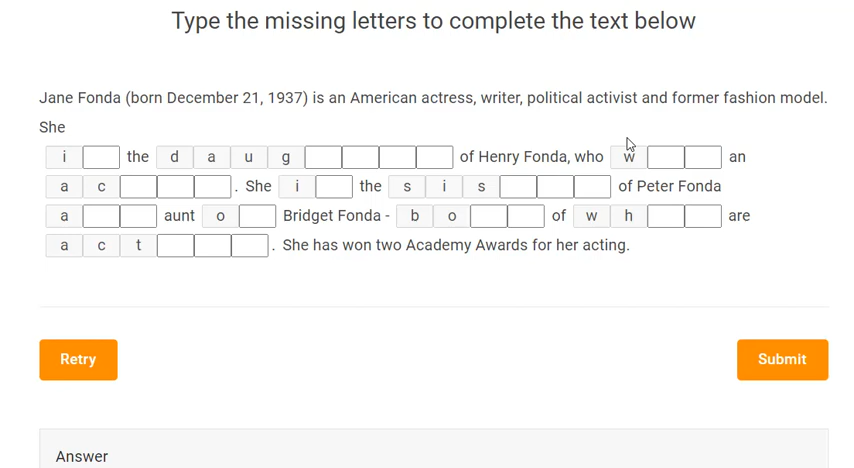 Type the missing letters to complete the text below
Jane Fonda (born December 21, 1937) is an American actress, writer, political activist and former fashion model.
She
i the d a u g of Henry Fonda, who w an
a c . She i the s i s of Peter Fonda
a aunt o Bridget Fonda - b o of w h are
a c t . She has won two Academy Awards for her acting.
Retry Submit
Answer